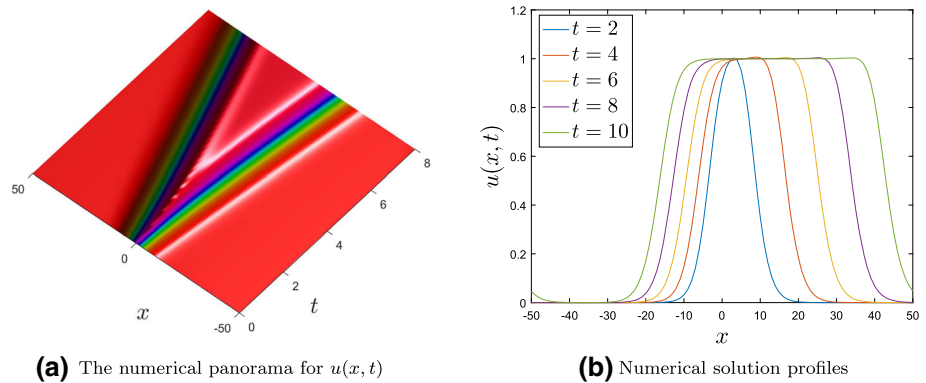 50
0
-50
x
0
2
4
6
8
t
(a) The numerical panorama for u(x, t)
1.2
1
0.8
0.6
0.4
0.2
0
u(x, t)
t = 2
t = 4
t = 6
t = 8
t = 10
-50 -40 -30 -20 -10 0 10 20 30 40 50
x
(b) Numerical solution profiles